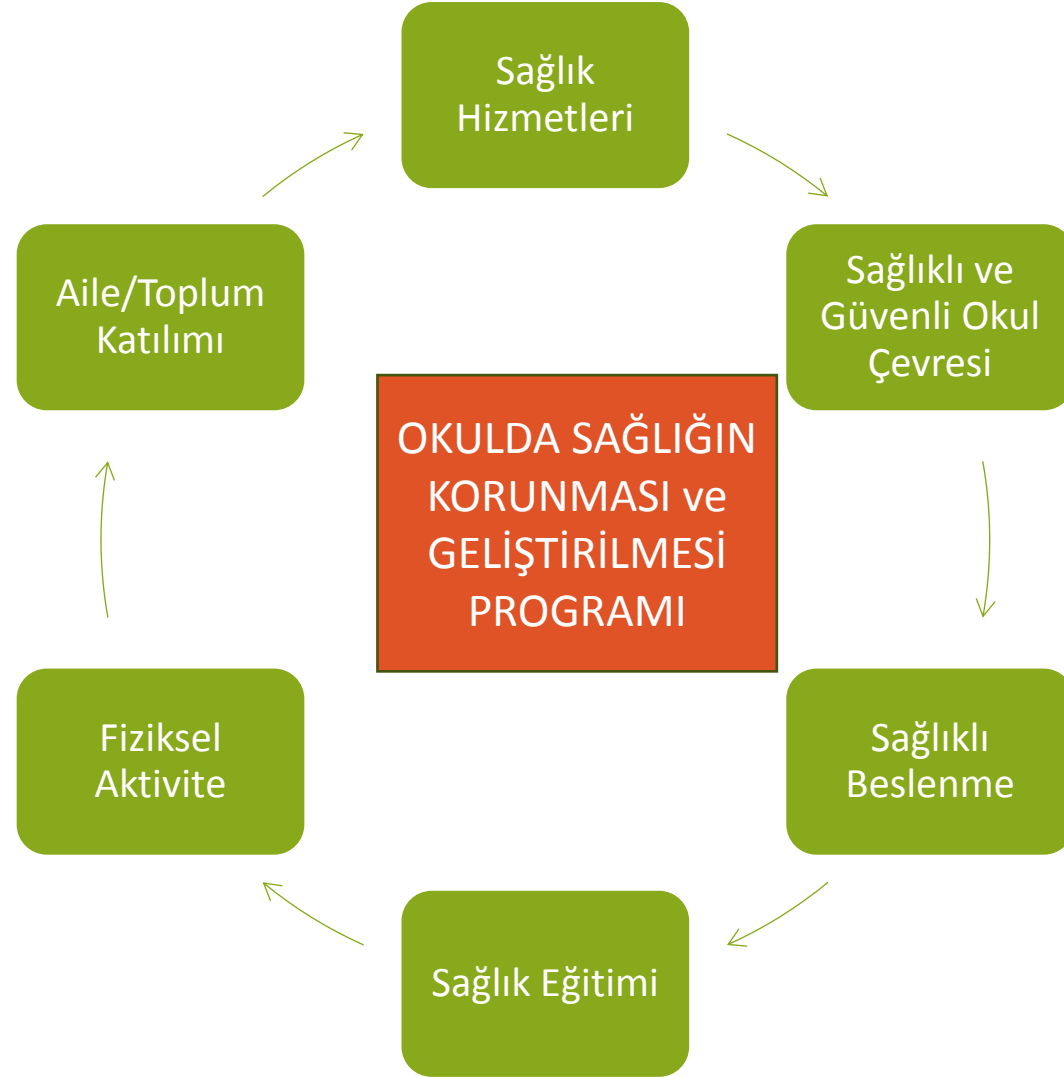 Sağlık
Hizmetleri
Sağlıklı ve
Güvenli Okul
Çevresi
Sağlıklı
Beslenme
Sağlık Eğitimi
Fiziksel
Aktivite
Aile/Toplum
Katılımı
OKULDA SAĞLIĞIN
KORUNMASI ve
GELİŞTİRİLMESİ
PROGRAMI